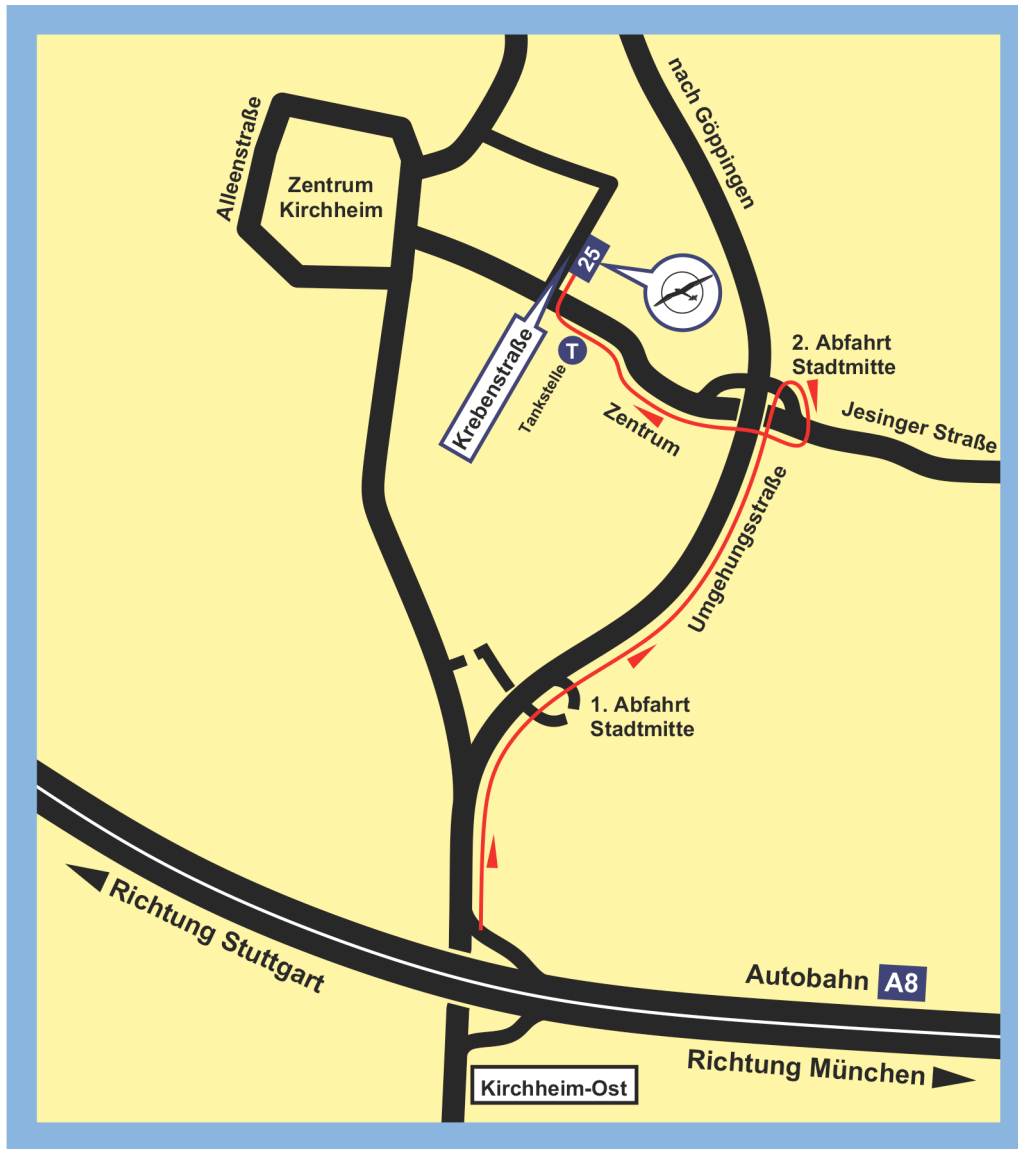 nach Göppingen
Alleenstraße
Zentrum
Kirchheim
25
Krebenstraße
T
Tankstelle
2. Abfahrt
Stadtmitte
Zentrum
Jesinger Straße
Umgehungsstraße
1. Abfahrt
Stadtmitte
Richtung Stuttgart
Autobahn A8
Richtung München
Kirchheim-Ost